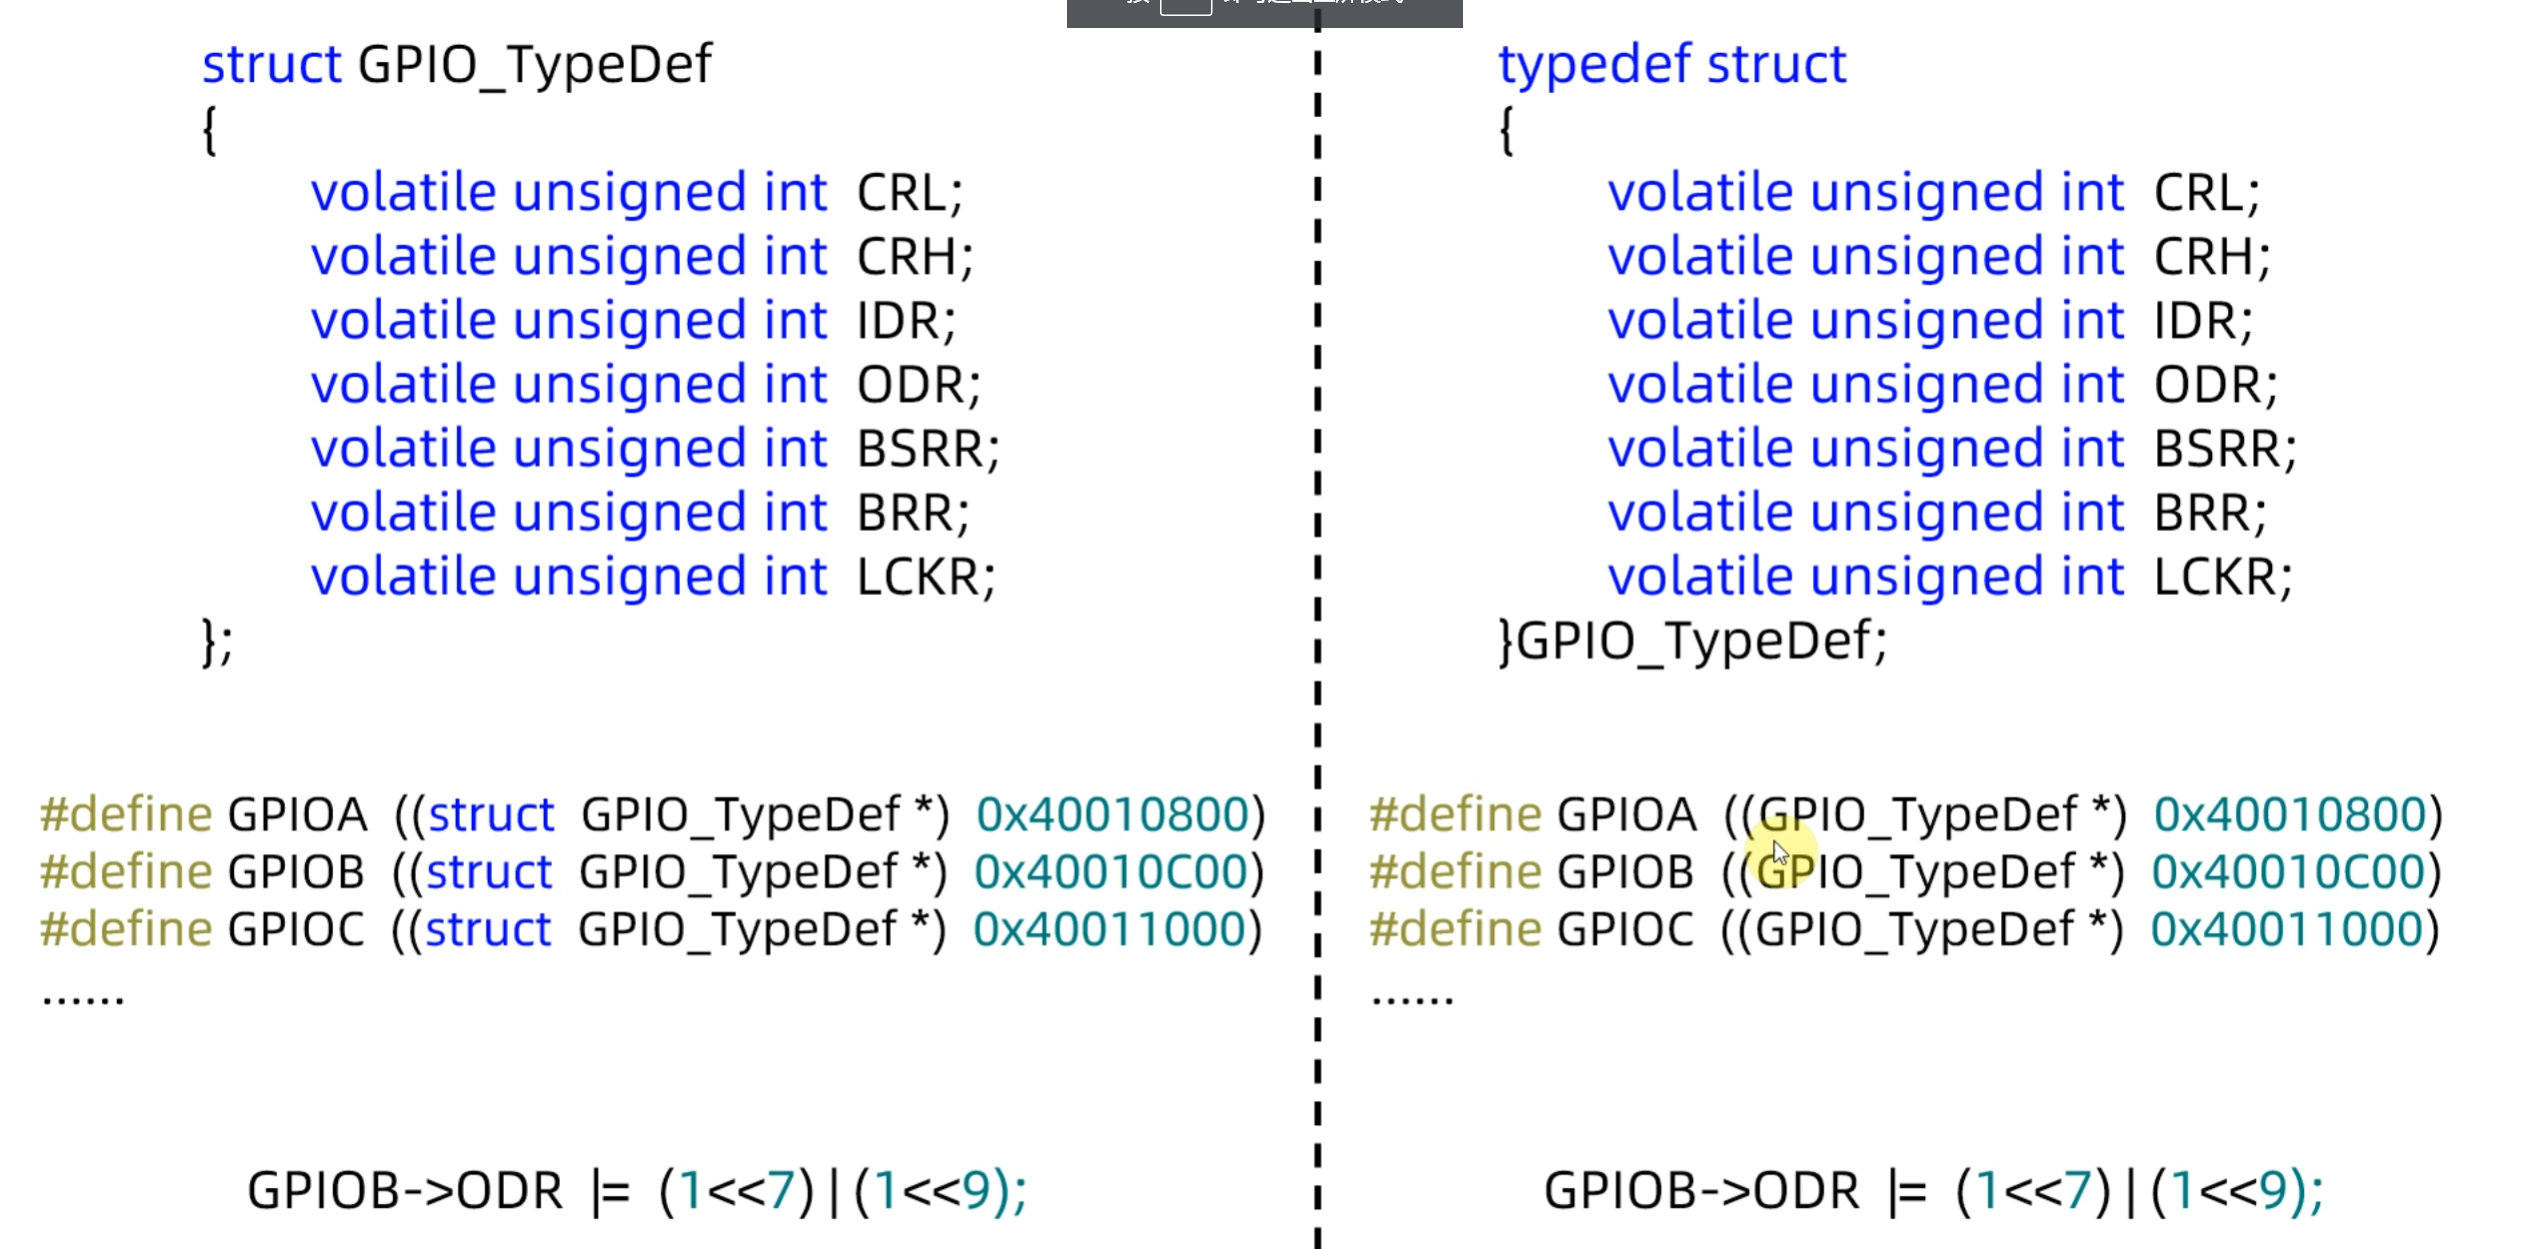 struct GPIO_TypeDef
{
volatile unsigned int CRL;
volatile unsigned int CRH;
volatile unsigned int IDR;
volatile unsigned int ODR;
volatile unsigned int BSRR;
volatile unsigned int BRR;
volatile unsigned int LCKR;
};
#define GPIOA ((struct GPIO_TypeDef *) 0x40010800)
#define GPIOB ((struct GPIO_TypeDef *) 0x40010C00)
#define GPIOC ((struct GPIO_TypeDef *) 0x40011000)
......
GPIOB->ODR |= (1<<7)|(1<<9);
typedef struct
{
volatile unsigned int CRL;
volatile unsigned int CRH;
volatile unsigned int IDR;
volatile unsigned int ODR;
volatile unsigned int BSRR;
volatile unsigned int BRR;
volatile unsigned int LCKR;
}GPIO_TypeDef;
#define GPIOA ((GPIO_TypeDef *) 0x40010800)
#define GPIOB ((GPIO_TypeDef *) 0x40010C00)
#define GPIOC ((GPIO_TypeDef *) 0x40011000)
......
GPIOB->ODR |= (1<<7)|(1<<9);